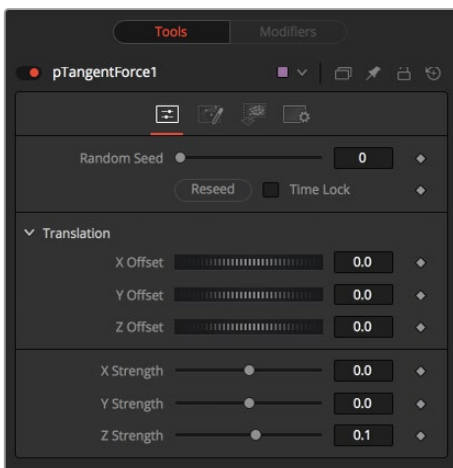 Tools Modifiers
pTangentForce1
Random Seed 0
Reseed Time Lock
Translation
X Offset 0.0
Y Offset 0.0
Z Offset 0.0
X Strength 0.0
Y Strength 0.0
Z Strength 0.1